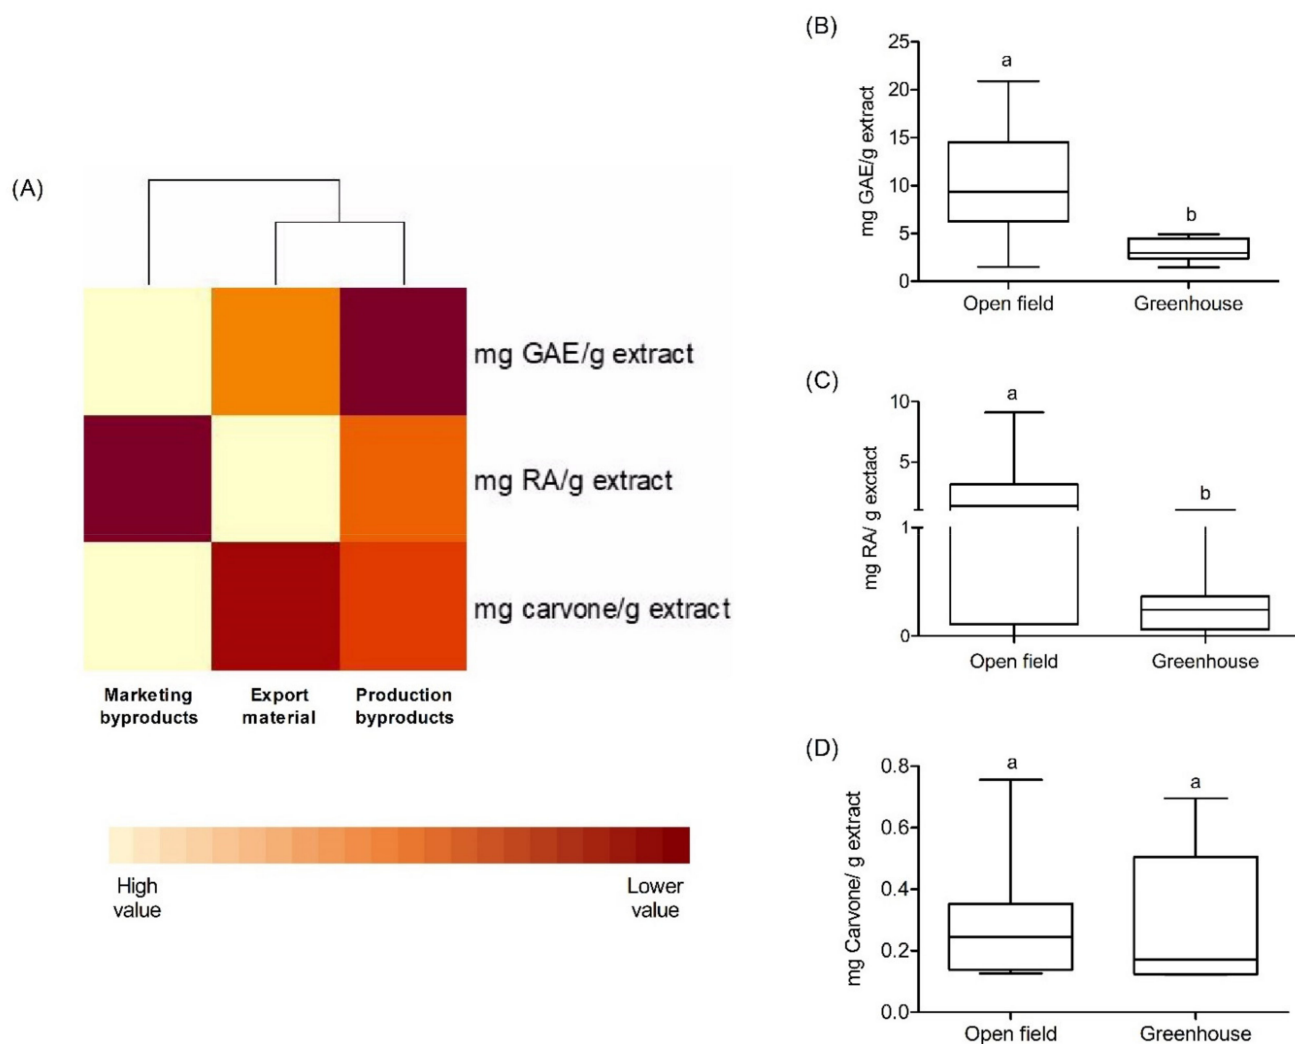 (A)
mg GAE/g extract
mg RA/g extract
mg carvone/g extract
Marketing
byproducts
Export
material
Production
byproducts
High
value
Lower
value
(B)
mg GAE/g extract
25
20
15
10
5
0
a
b
Open field
Greenhouse
(C)
mg RA/ g exctact
10
5
1
0
a
b
Open field
Greenhouse
(D)
mg Carvone/ g extract
0.8
0.6
0.4
0.2
0.0
a
a
Open field
Greenhouse